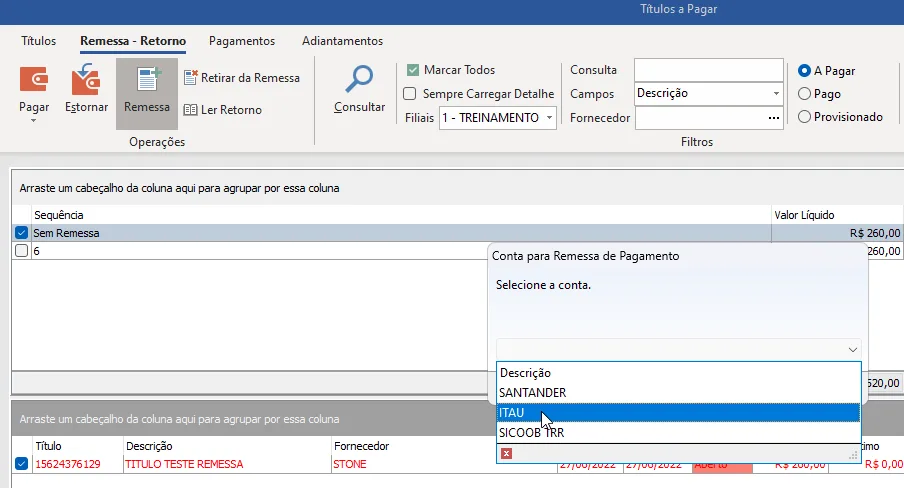 Títulos a Pagar
Títulos Remessa - Retorno Pagamentos Adiantamentos
Pagar Estornar Remessa Retirar da Remessa
Ler Retorno
Operações
Consultar
Marcar Todos
Sempre Carregar Detalhe
Filiais 1 - TREINAMENTO
Consulta
Campos Descrição
Fornecedor ...
Filtros
A Pagar
Pago
Provisionado
Arraste um cabeçalho da coluna aqui para agrupar por essa coluna
Sequência Valor Líquido
Sem Remessa R$ 260,00
6 260,00
Conta para Remessa de Pagamento
Selecione a conta.
Descrição
SANTANDER
ITAU
SICOOB TRR
520,00
Arraste um cabeçalho da coluna aqui para agrupar por essa coluna
Título Descrição Fornecedor
15624376129 TITULO TESTE REMESSA STONE 27/06/2022 27/06/2022 Aberto R$ 260,00 R$ 0,00